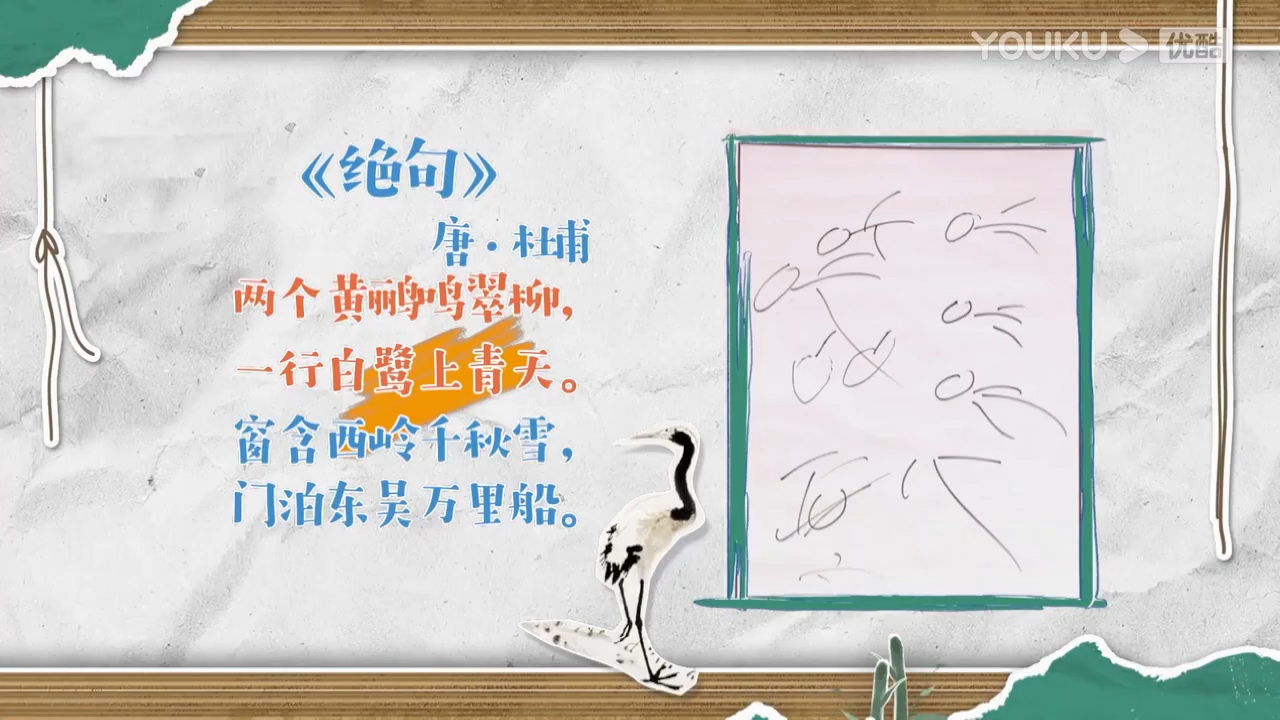 YOUKU 优酷
《绝句》
唐·杜甫
两个黄鹂鸣翠柳，
一行白鹭上青天。
窗含西岭千秋雪，
门泊东吴万里船。